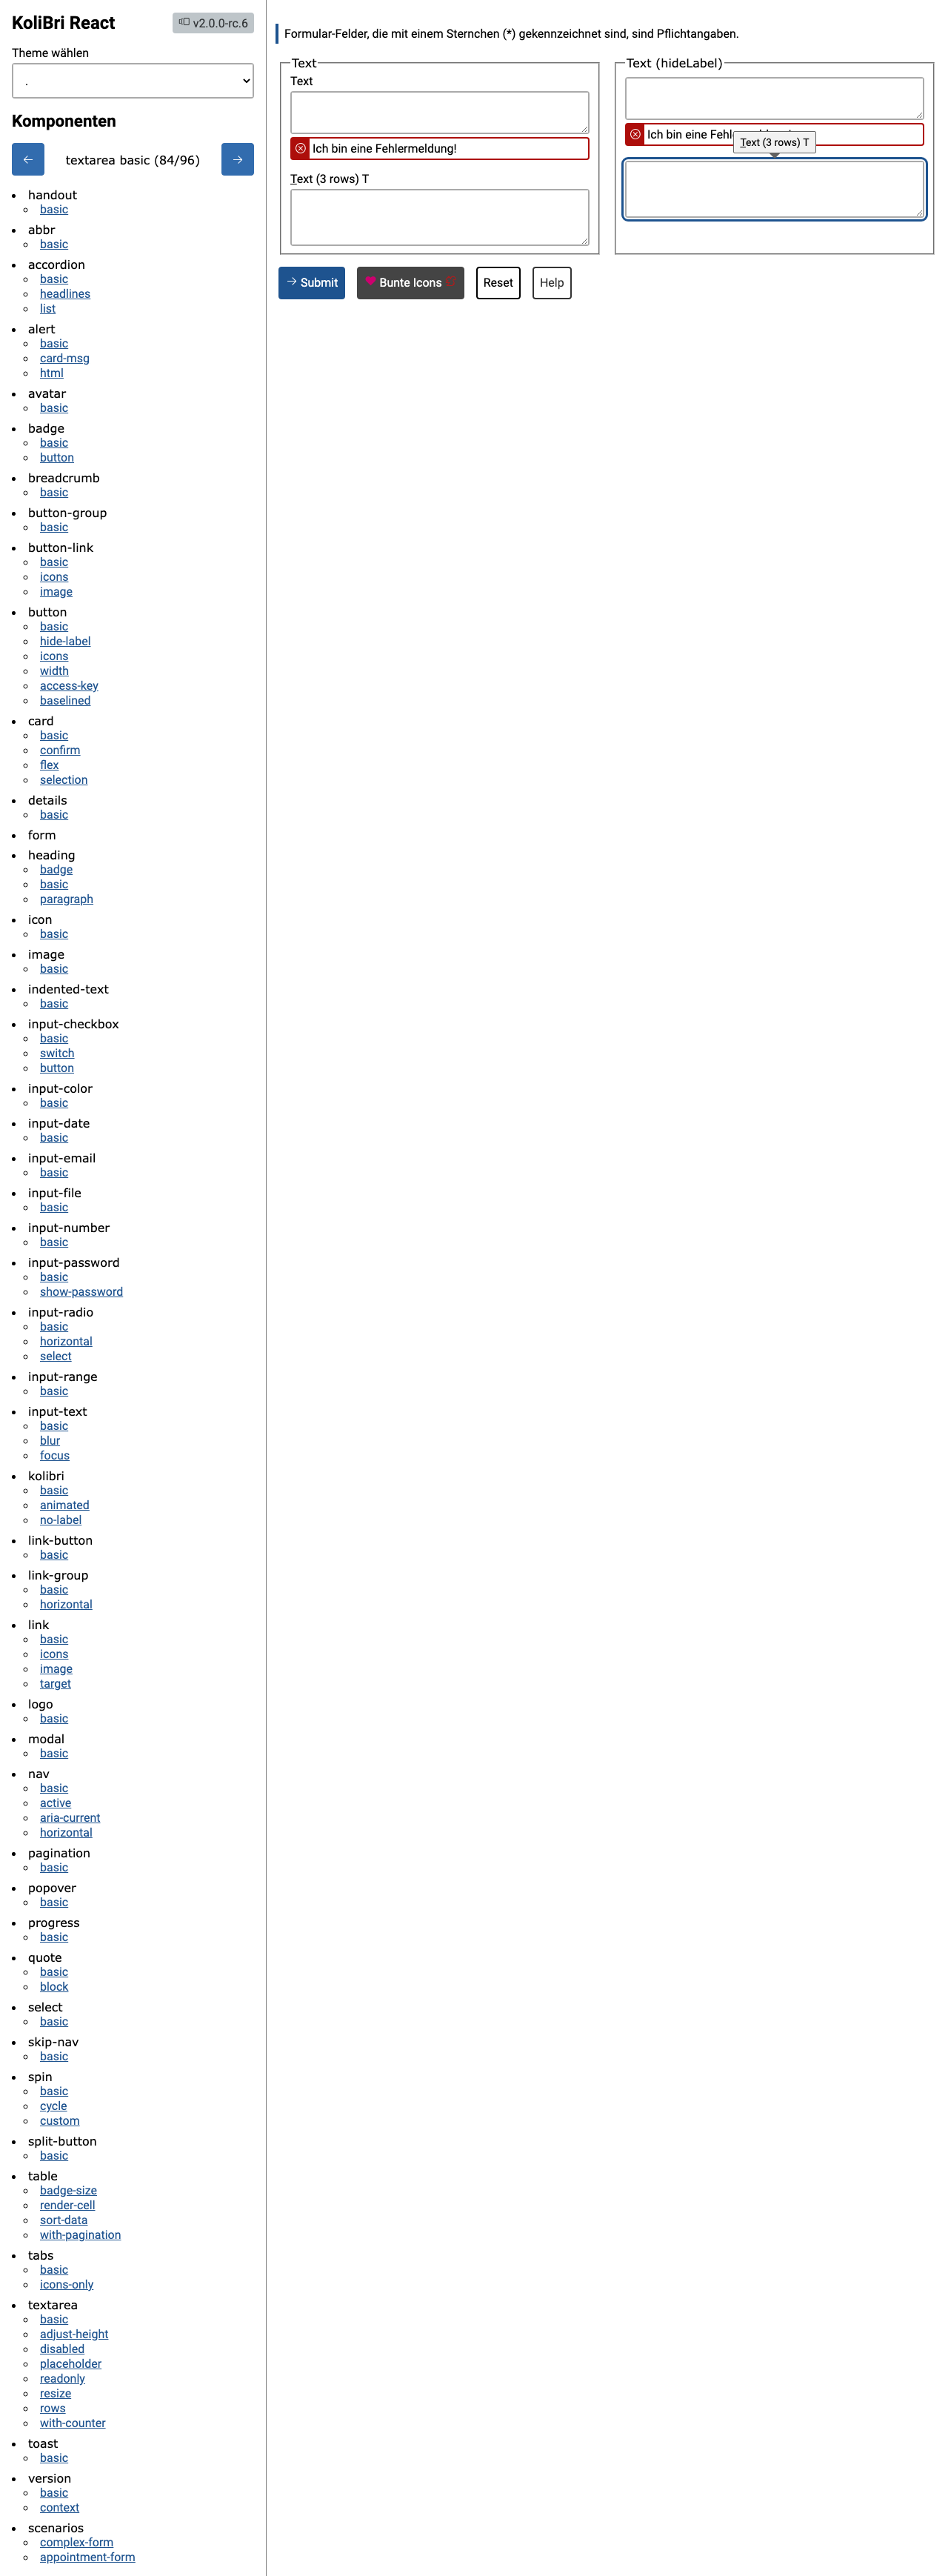 KoliBri React
v2.0.0-rc.6
Theme wählen
.
Komponenten
textarea basic (84/96)
handout
basic
abbr
basic
accordion
basic
headlines
list
alert
basic
card-msg
html
avatar
basic
badge
basic
button
breadcrumb
basic
button-group
basic
button-link
basic
icons
image
button
basic
hide-label
icons
width
access-key
baselined
card
basic
confirm
flex
selection
details
basic
form
heading
badge
basic
paragraph
icon
basic
image
basic
indented-text
basic
input-checkbox
basic
switch
button
input-color
basic
input-date
basic
input-email
basic
input-file
basic
input-number
basic
input-password
basic
show-password
input-radio
basic
horizontal
select
input-range
basic
input-text
basic
blur
focus
kolibri
basic
animated
no-label
link-button
basic
link-group
basic
horizontal
link
basic
icons
image
target
logo
basic
modal
basic
nav
basic
active
aria-current
horizontal
pagination
basic
popover
basic
progress
basic
quote
basic
block
select
basic
skip-nav
basic
spin
basic
cycle
custom
split-button
basic
table
badge-size
render-cell
sort-data
with-pagination
tabs
basic
icons-only
textarea
basic
adjust-height
disabled
placeholder
readonly
resize
rows
with-counter
toast
basic
version
basic
context
scenarios
complex-form
appointment-form
Formular-Felder, die mit einem Sternchen (*) gekennzeichnet sind, sind Pflichtangaben.
Text
Text
Ich bin eine Fehlermeldung!
Text (3 rows) T
Text (hideLabel)
Ich bin eine
Text (3 rows) T
Submit
Bunte Icons
Reset
Help